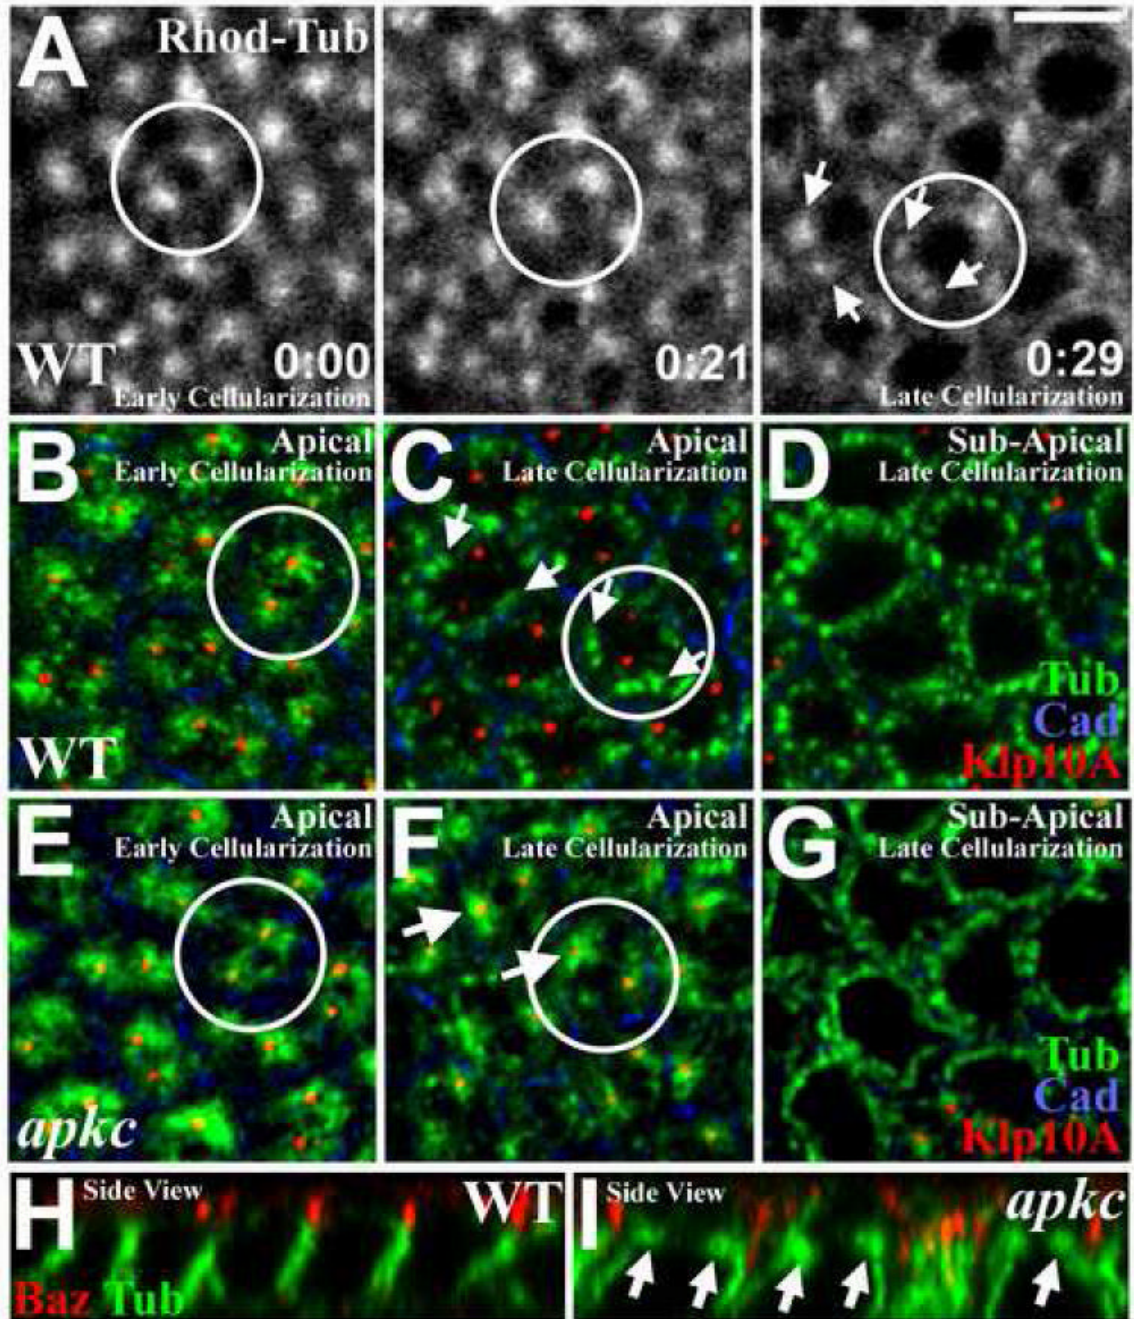 A Rhod-Tub
WT 0:00
Early Cellularization
0:21
0:29
Late Cellularization
B Apical
Early Cellularization
WT
C Apical
Late Cellularization
D Sub-Apical
Late Cellularization
Tub
Cad
Klp10A
E Apical
Early Cellularization
apkc
F Apical
Late Cellularization
G Sub-Apical
Late Cellularization
Tub
Cad
Klp10A
H Side View WT
Baz Tub
I Side View apkc